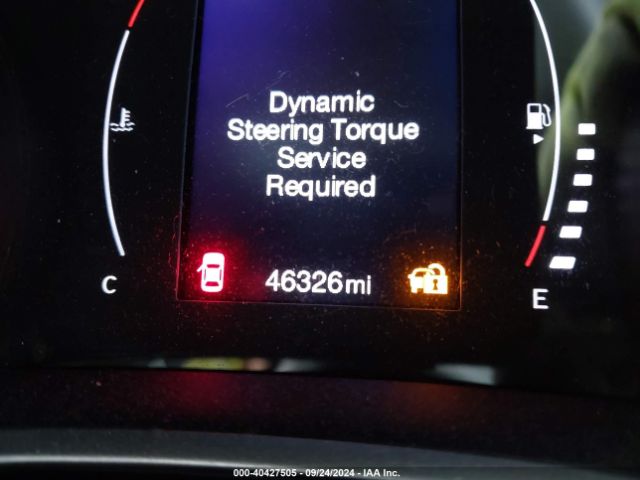 Dynamic
Steering Torque
Service
Required
C
46326mi
E
000-40427505 - 09/24/2024 - IAA Inc.